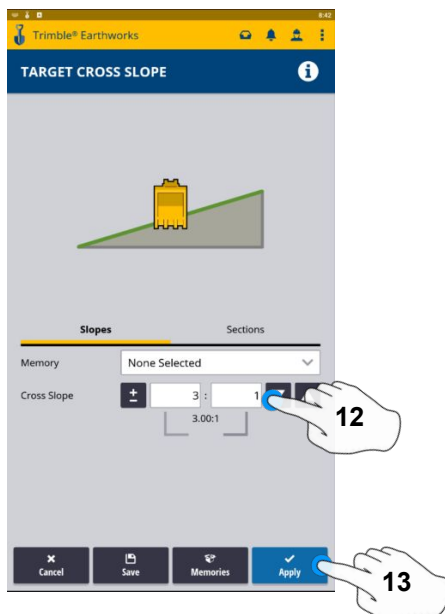 8:42
Trimble® Earthworks
TARGET CROSS SLOPE
Slopes Sections
Memory None Selected
Cross Slope 3 : 1
3.00:1
12
Cancel Save Memories Apply
13